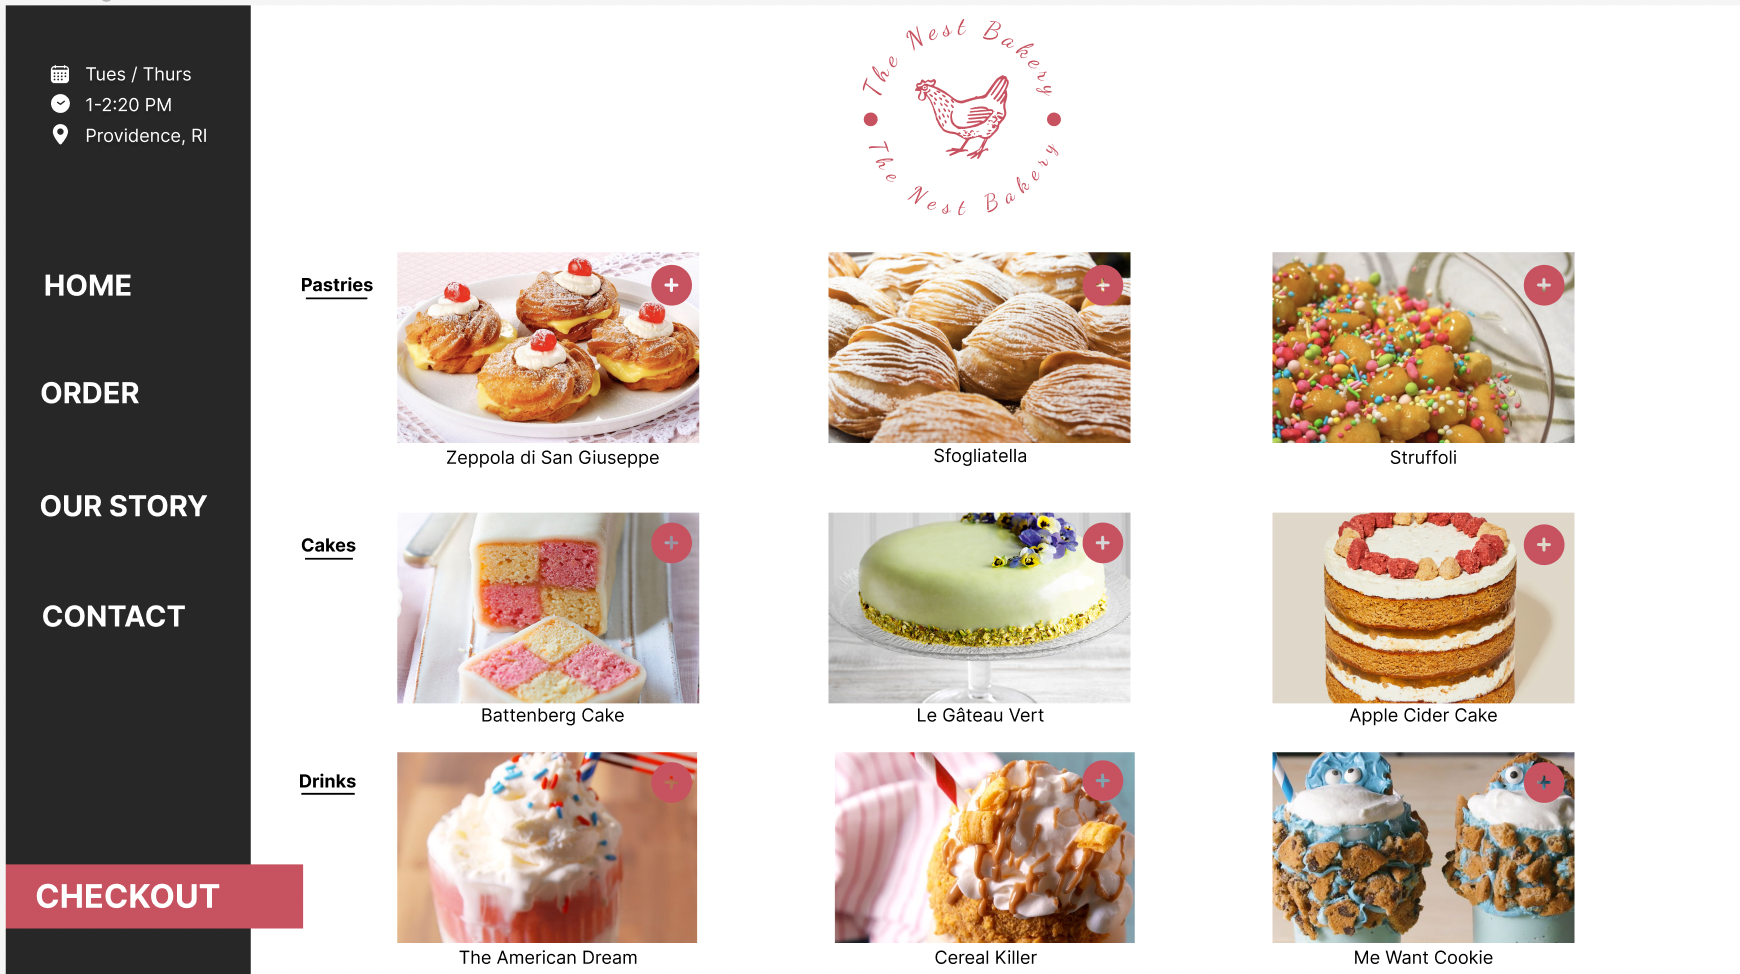 Tues / Thurs
1-2:20 PM
Providence, RI
HOME
ORDER
OUR STORY
CONTACT
CHECKOUT
The Nest Bakery
The Nest Bakery
Pastries
Zeppola di San Giuseppe
Sfogliatella
Struffoli
Cakes
Battenberg Cake
Le Gâteau Vert
Apple Cider Cake
Drinks
The American Dream
Cereal Killer
Me Want Cookie